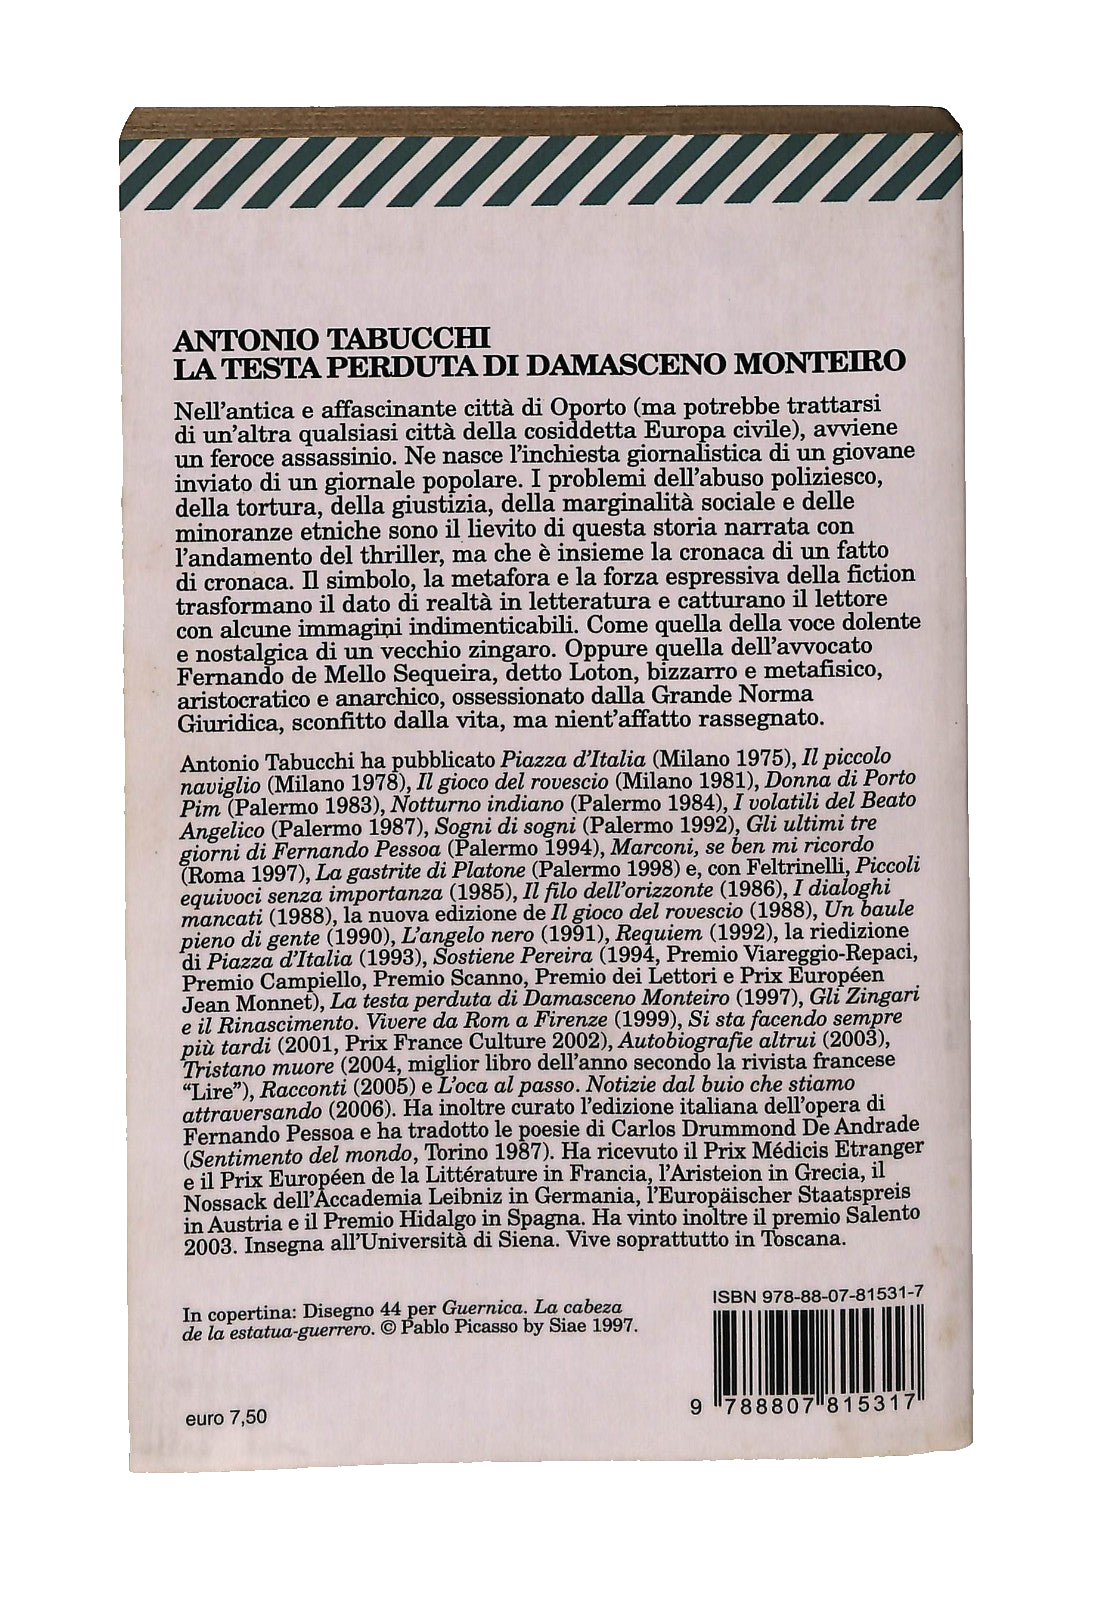 ANTONIO TABUCCHI
LA TESTA PERDUTA DI DAMASCENO MONTEIRO
Nell'antica e affascinante città di Oporto (ma potrebbe trattarsi
di un'altra qualsiasi città della cosiddetta Europa civile), avviene
un feroce assassinio. Ne nasce l'inchiesta giornalistica di un giovane
inviato di un giornale popolare. I problemi dell'abuso poliziesco,
della tortura, della giustizia, della marginalità sociale e delle
minoranze etniche sono il lievito di questa storia narrata con
l'andamento del thriller, ma che è insieme la cronaca di un fatto
di cronaca. Il simbolo, la metafora e la forza espressiva della fiction
trasformano il dato di realtà in letteratura e catturano il lettore
con alcune immagini indimenticabili. Come quella della voce dolente
e nostalgica di un vecchio zingaro. Oppure quella dell'avvocato
Fernando de Mello Sequeira, detto Loton, bizzarro e metafisico,
aristocratico e anarchico, ossessionato dalla Grande Norma
Giuridica, sconfitto dalla vita, ma nient'affatto rassegnato.
Antonio Tabucchi ha pubblicato Piazza d'Italia (Milano 1975), Il piccolo
naviglio (Milano 1978), Il gioco del rovescio (Milano 1981), Donna di Porto
Pim (Palermo 1983), Notturno indiano (Palermo 1984), I volatili del Beato
Angelico (Palermo 1987), Sogni di sogni (Palermo 1992), Gli ultimi tre
giorni di Fernando Pessoa (Palermo 1994), Marconi, se ben mi ricordo
(Roma 1997), La gastrite di Platone (Palermo 1998) e, con Feltrinelli, Piccoli
equivoci senza importanza (1985), Il filo dell'orizzonte (1986), I dialoghi
mancati (1988), la nuova edizione de Il gioco del rovescio (1988), Un baule
pieno di gente (1990), L'angelo nero (1991), Requiem (1992), la riedizione
di Piazza d'Italia (1993), Sostiene Pereira (1994, Premio Viareggio-Repaci,
Premio Campiello, Premio Scanno, Premio dei Lettori e Prix Européen
Jean Monnet), La testa perduta di Damasceno Monteiro (1997), Gli Zingari
e il Rinascimento. Vivere da Rom a Firenze (1999), Si sta facendo sempre
più tardi (2001, Prix France Culture 2002), Autobiografie altrui (2003),
Tristano muore (2004, miglior libro dell'anno secondo la rivista francese
“Lire”), Racconti (2005) e L'oca al passo. Notizie dal buio che stiamo
attraversando (2006). Ha inoltre curato l'edizione italiana dell'opera di
Fernando Pessoa e ha tradotto le poesie di Carlos Drummond De Andrade
(Sentimento del mondo, Torino 1987). Ha ricevuto il Prix Médicis Etranger
e il Prix Européen de la Littérature in Francia, l'Aristeion in Grecia, il
Nossack dell'Accademia Leibniz in Germania, l'Europäischer Staatspreis
in Austria e il Premio Hidalgo in Spagna. Ha vinto inoltre il premio Salento
2003. Insegna all'Università di Siena. Vive soprattutto in Toscana.
In copertina: Disegno 44 per Guernica. La cabeza
de la estatua-guerrero. © Pablo Picasso by Siae 1997.
euro 7,50
ISBN 978-88-07-81531-7
9 788807 815317